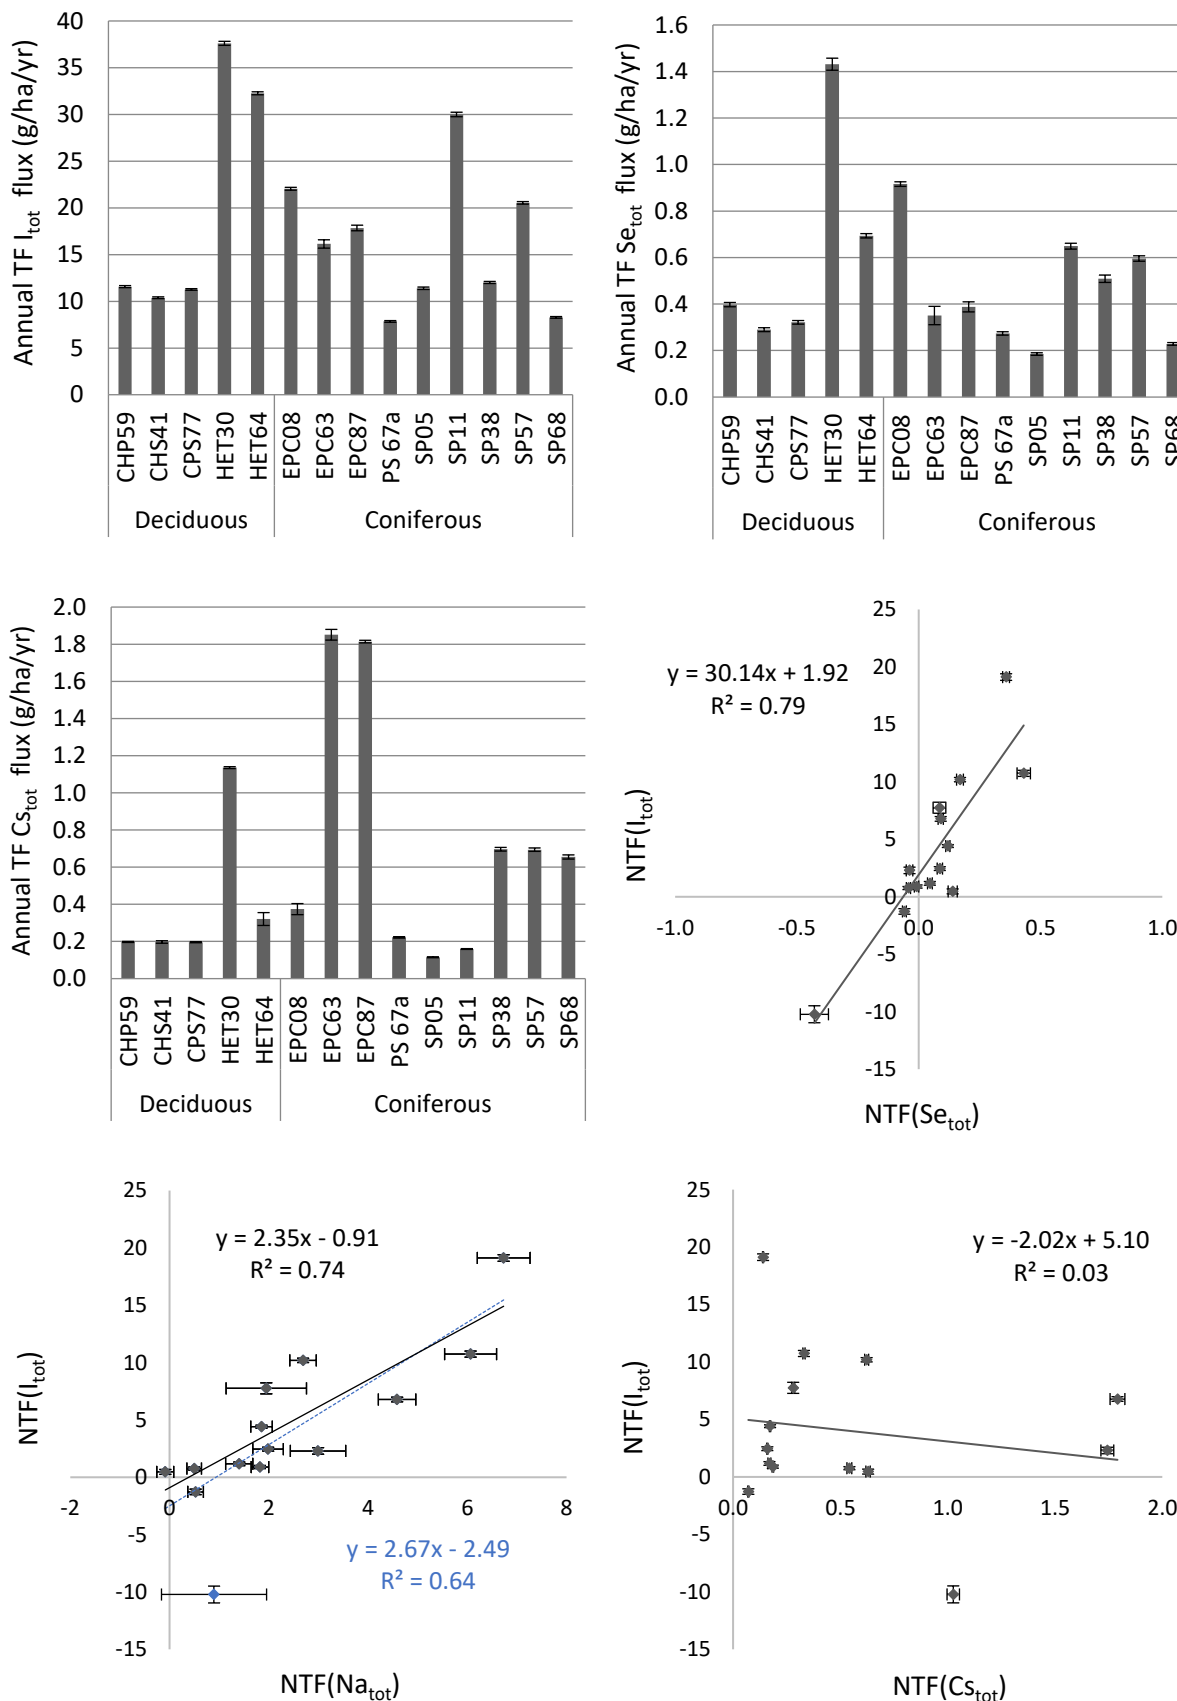 Annual TF I_tot flux (g/ha/yr)
40
35
30
25
20
15
10
5
0
CHP59
CHS41
CPS77
HET30
HET64
EPC08
EPC63
EPC87
PS 67a
SP05
SP11
SP38
SP57
SP68
Deciduous
Coniferous
Annual TF Se_tot flux (g/ha/yr)
1.6
1.4
1.2
1.0
0.8
0.6
0.4
0.2
0.0
CHP59
CHS41
CPS77
HET30
HET64
EPC08
EPC63
EPC87
PS 67a
SP05
SP11
SP38
SP57
SP68
Deciduous
Coniferous
Annual TF Cs_tot flux (g/ha/yr)
2.0
1.8
1.6
1.4
1.2
1.0
0.8
0.6
0.4
0.2
0.0
CHP59
CHS41
CPS77
HET30
HET64
EPC08
EPC63
EPC87
PS 67a
SP05
SP11
SP38
SP57
SP68
Deciduous
Coniferous
NTF(I_tot)
25
20
15
10
5
0
-5
-10
-15
-1.0
-0.5
0.0
0.5
1.0
y = 30.14x + 1.92
R² = 0.79
NTF(Se_tot)
NTF(I_tot)
25
20
15
10
5
0
-5
-10
-15
-2
0
2
4
6
8
y = 2.35x - 0.91
R² = 0.74
y = 2.67x - 2.49
R² = 0.64
NTF(Na_tot)
NTF(I_tot)
25
20
15
10
5
0
-5
-10
-15
0.0
0.5
1.0
1.5
2.0
y = -2.02x + 5.10
R² = 0.03
NTF(Cs_tot)